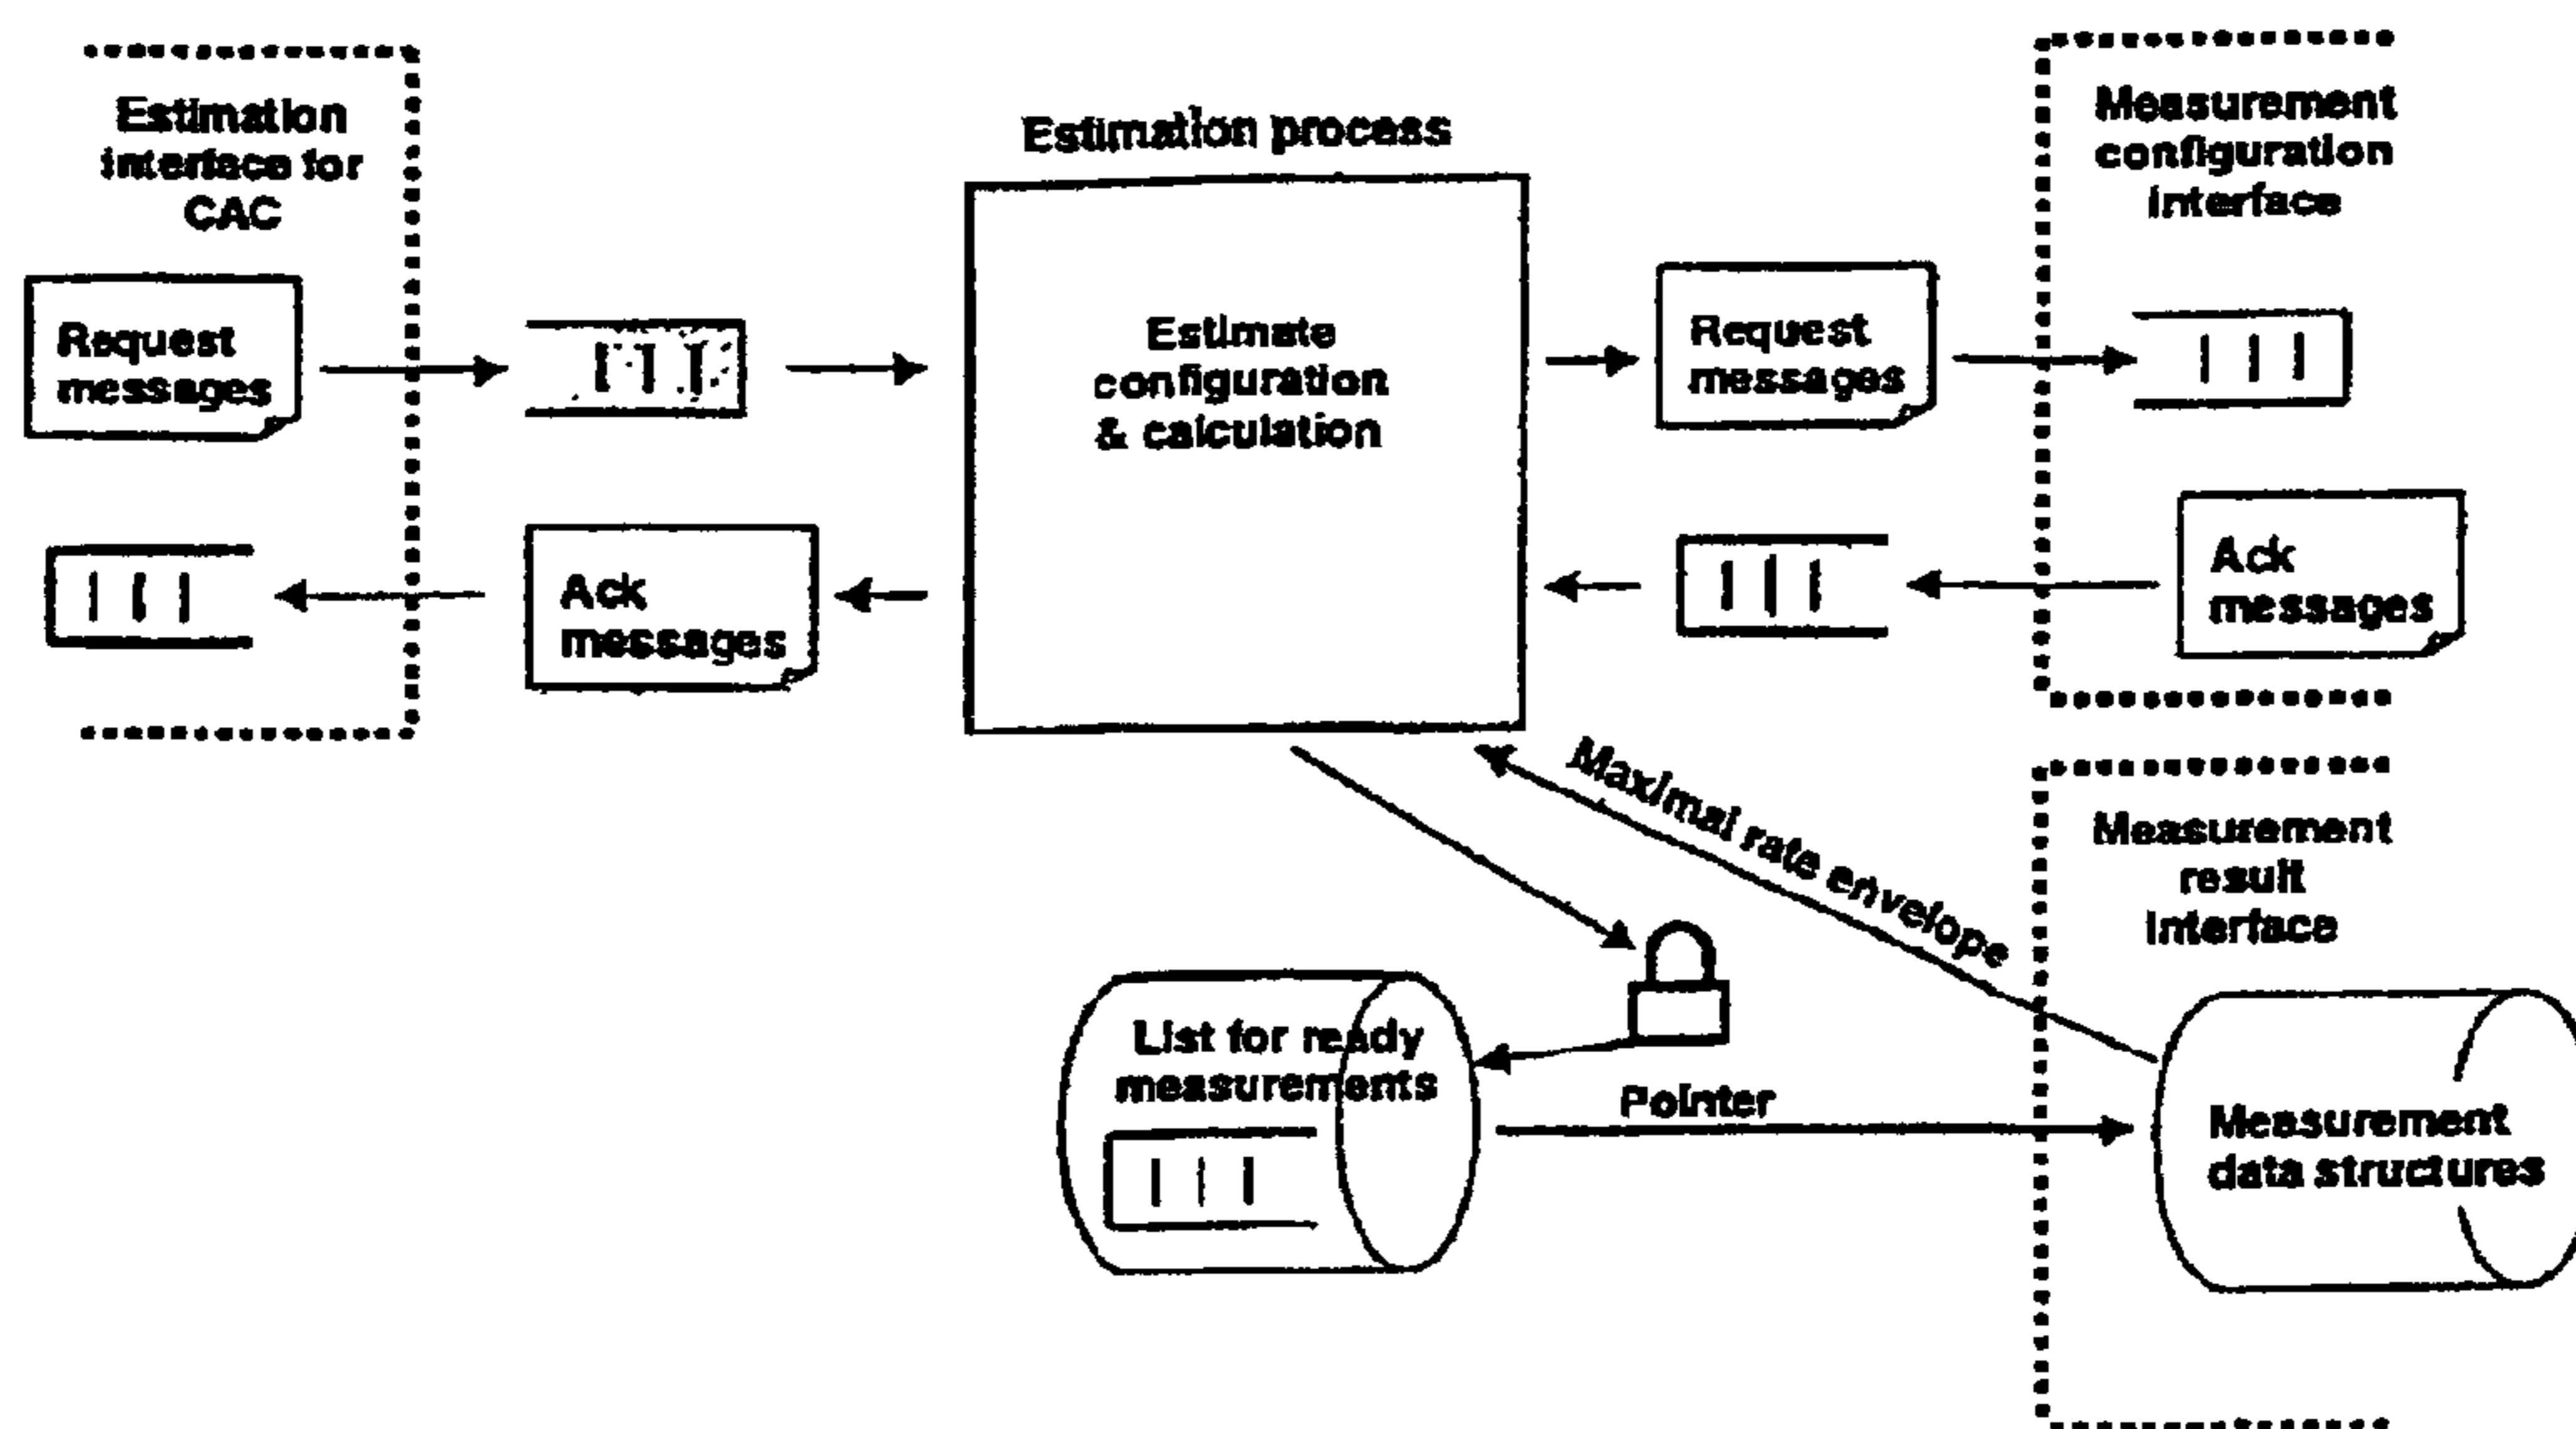 Estimation
interface for
CAC
Request
messages
Ack
messages
Estimation process
Estimate
configuration
& calculation
Request
messages
Measurement
configuration
interface
Ack
messages
Maximal rate envelope
Measurement
result
interface
List for ready
measurements
Pointer
Measurement
data structures